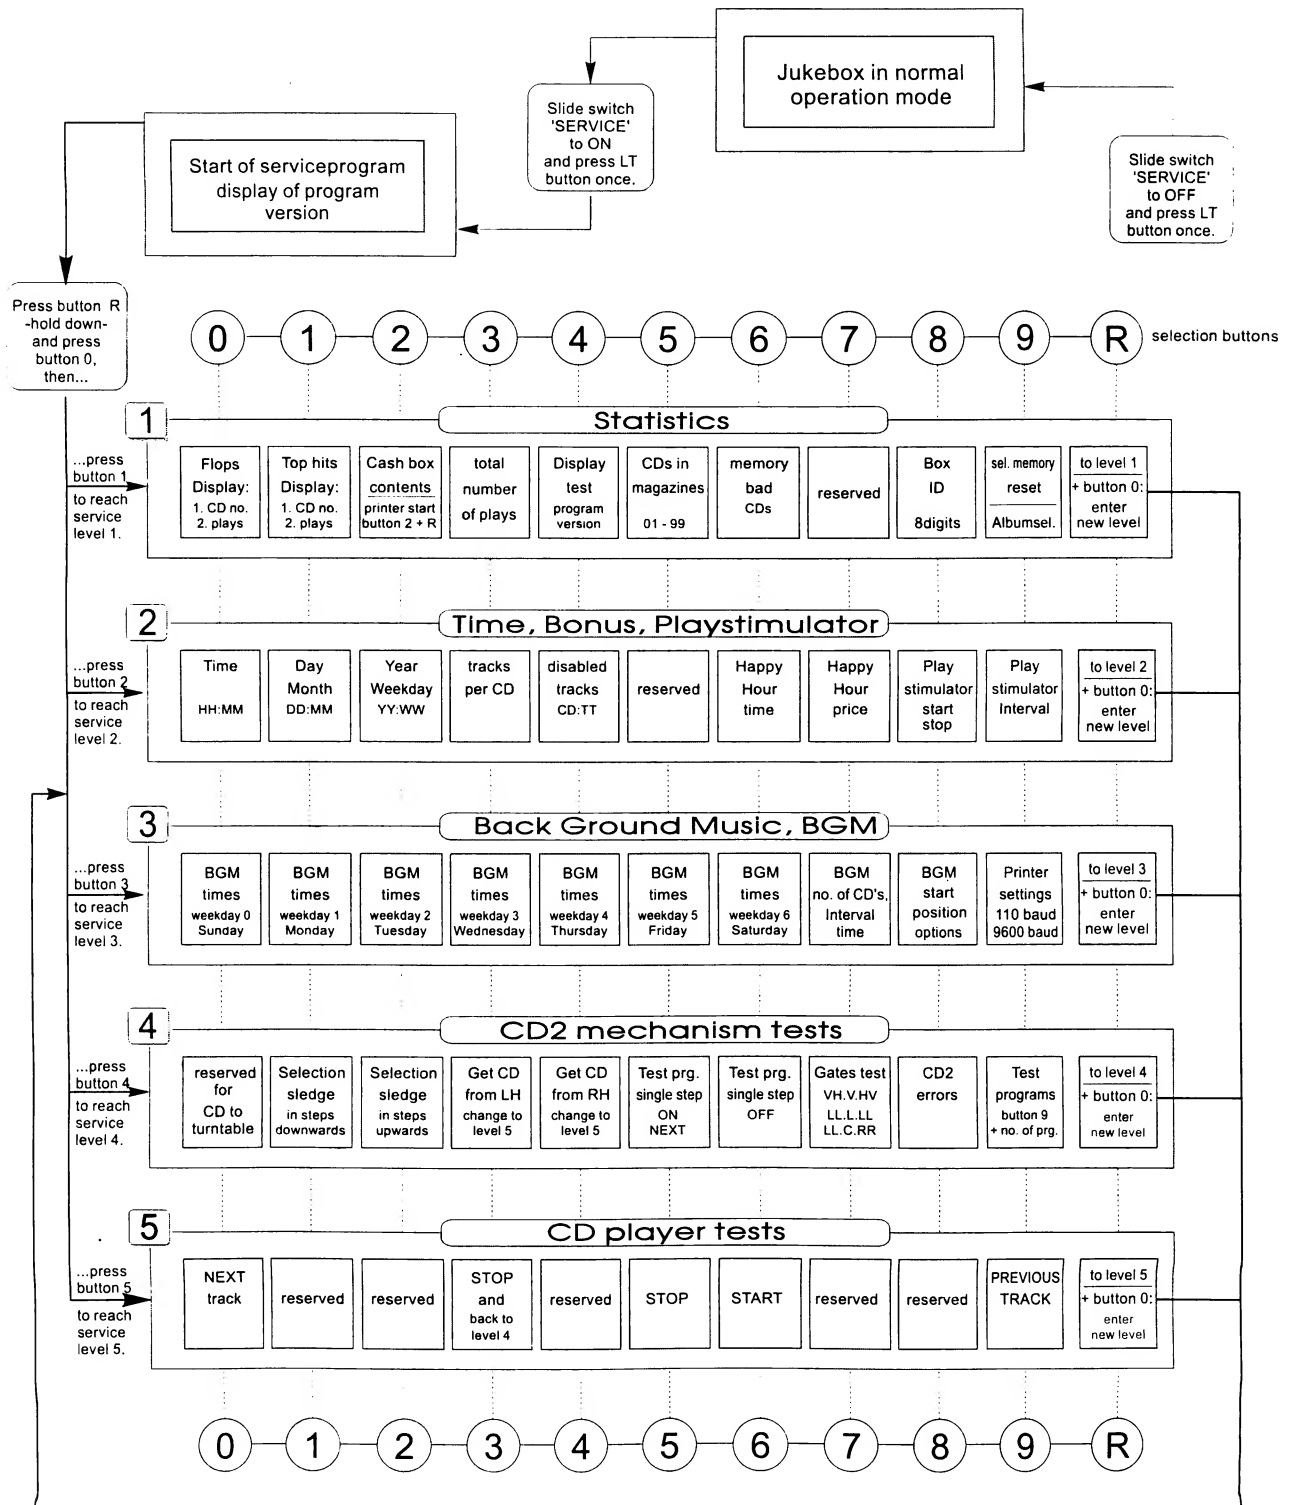 Jukebox in normal
operation mode
Slide switch
'SERVICE'
to ON
and press LT
button once.
Slide switch
'SERVICE'
to OFF
and press LT
button once.
Start of serviceprogram
display of program
version
Press button R
-hold down-
and press
button 0,
then...
0 1 2 3 4 5 6 7 8 9 R
selection buttons
1
Statistics
...press
button 1
to reach
service
level 1.
Flops
Display:
1. CD no.
2. plays
Top hits
Display:
1. CD no.
2. plays
Cash box
contents
printer start
button 2 + R
total
number
of plays
Display
test
program
version
CDs in
magazines
01 - 99
memory
bad
CDs
reserved
Box
ID
8digits
sel. memory
reset
Albumsel.
to level 1
+ button 0:
enter
new level
2
Time, Bonus, Playstimulator
...press
button 2
to reach
service
level 2.
Time
HH:MM
Day
Month
DD:MM
Year
Weekday
YY:WW
tracks
per CD
disabled
tracks
CD:TT
reserved
Happy
Hour
time
Happy
Hour
price
Play
stimulator
start
stop
Play
stimulator
Interval
to level 2
+ button 0:
enter
new level
3
Back Ground Music, BGM
...press
button 3
to reach
service
level 3.
BGM
times
weekday 0
Sunday
BGM
times
weekday 1
Monday
BGM
times
weekday 2
Tuesday
BGM
times
weekday 3
Wednesday
BGM
times
weekday 4
Thursday
BGM
times
weekday 5
Friday
BGM
times
weekday 6
Saturday
BGM
no. of CD's,
Interval
time
BGM
start
position
options
Printer
settings
110 baud
9600 baud
to level 3
+ button 0:
enter
new level
4
CD2 mechanism tests
...press
button 4
to reach
service
level 4.
reserved
for
CD to
turntable
Selection
sledge
in steps
downwards
Selection
sledge
in steps
upwards
Get CD
from LH
change to
level 5
Get CD
from RH
change to
level 5
Test prg.
single step
ON
NEXT
Test prg.
single step
OFF
Gates test
VH.V.HV
LL.L.LL
LL.C.RR
CD2
errors
Test
programs
button 9
+ no. of prg.
to level 4
+ button 0:
enter
new level
5
CD player tests
...press
button 5
to reach
service
level 5.
NEXT
track
reserved
reserved
STOP
and
back to
level 4
reserved
STOP
START
reserved
reserved
PREVIOUS
TRACK
to level 5
+ button 0:
enter
new level
0 1 2 3 4 5 6 7 8 9 R